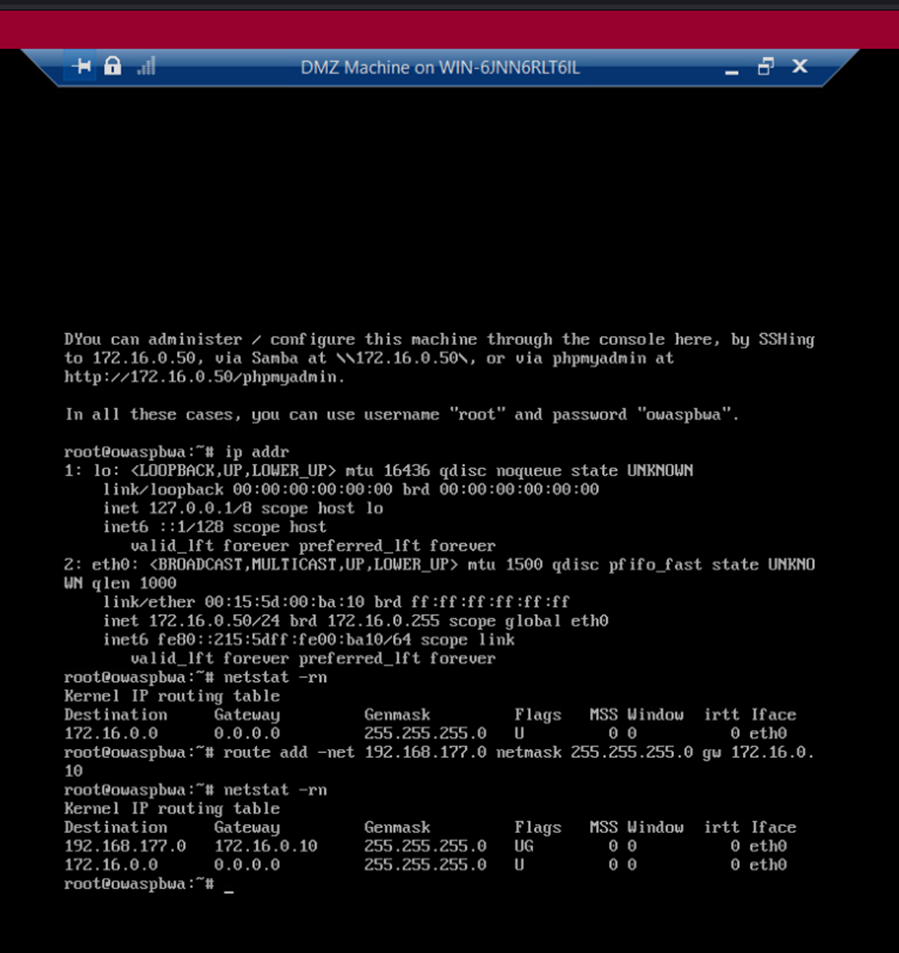 DMZ Machine on WIN-6JNN6RLT6IL
DYou can administer / configure this machine through the console here, by SSHing
to 172.16.0.50, via Samba at \\172.16.0.50\, or via phpmyadmin at
http://172.16.0.50/phpmyadmin.
In all these cases, you can use username "root" and password "owaspbwa".
root@owaspbwa:~# ip addr
1: lo: <LOOPBACK,UP,LOWER_UP> mtu 16436 qdisc noqueue state UNKNOWN
link/loopback 00:00:00:00:00:00 brd 00:00:00:00:00:00
inet 127.0.0.1/8 scope host lo
inet6 ::1/128 scope host
valid_lft forever preferred_lft forever
2: eth0: <BROADCAST,MULTICAST,UP,LOWER_UP> mtu 1500 qdisc pfifo_fast state UNKNO
WN qlen 1000
link/ether 00:15:5d:00:ba:10 brd ff:ff:ff:ff:ff:ff
inet 172.16.0.50/24 brd 172.16.0.255 scope global eth0
inet6 fe80::215:5dff:fe00:ba10/64 scope link
valid_lft forever preferred_lft forever
root@owaspbwa:~# netstat -rn
Kernel IP routing table
Destination Gateway Genmask Flags MSS Window irtt Iface
172.16.0.0 0.0.0.0 255.255.255.0 U 0 0 0 eth0
root@owaspbwa:~# route add -net 192.168.177.0 netmask 255.255.255.0 gw 172.16.0.
10
root@owaspbwa:~# netstat -rn
Kernel IP routing table
Destination Gateway Genmask Flags MSS Window irtt Iface
192.168.177.0 172.16.0.10 255.255.255.0 UG 0 0 0 eth0
172.16.0.0 0.0.0.0 255.255.255.0 U 0 0 0 eth0
root@owaspbwa:~# _